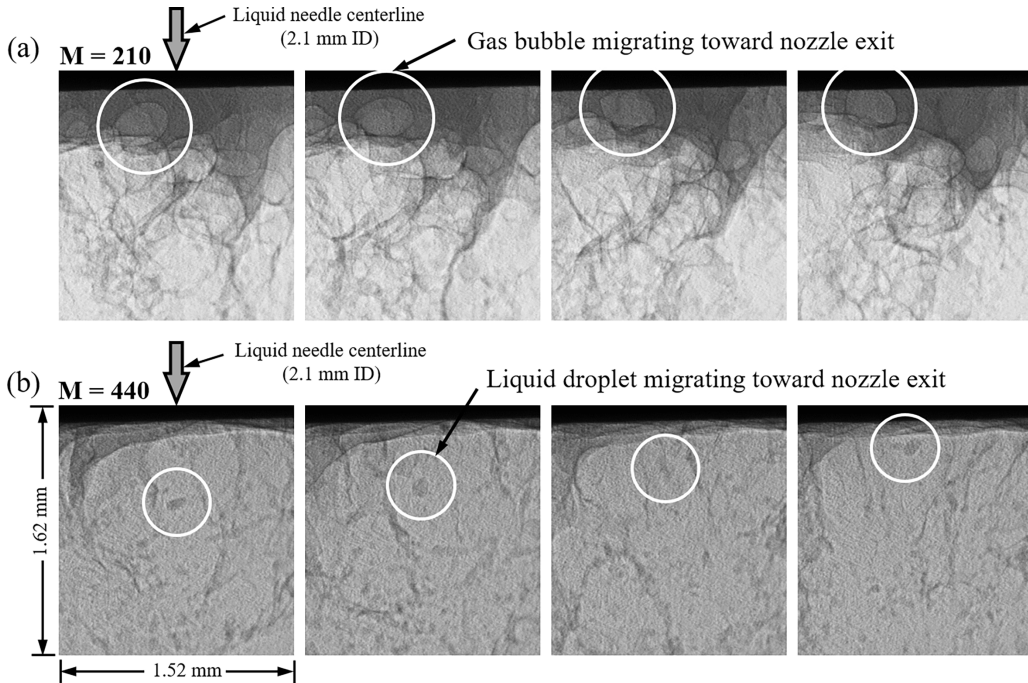 Liquid needle centerline
(2.1 mm ID)
(a)
M = 210
Gas bubble migrating toward nozzle exit
Liquid needle centerline
(2.1 mm ID)
(b)
M = 440
Liquid droplet migrating toward nozzle exit
1.62 mm
1.52 mm